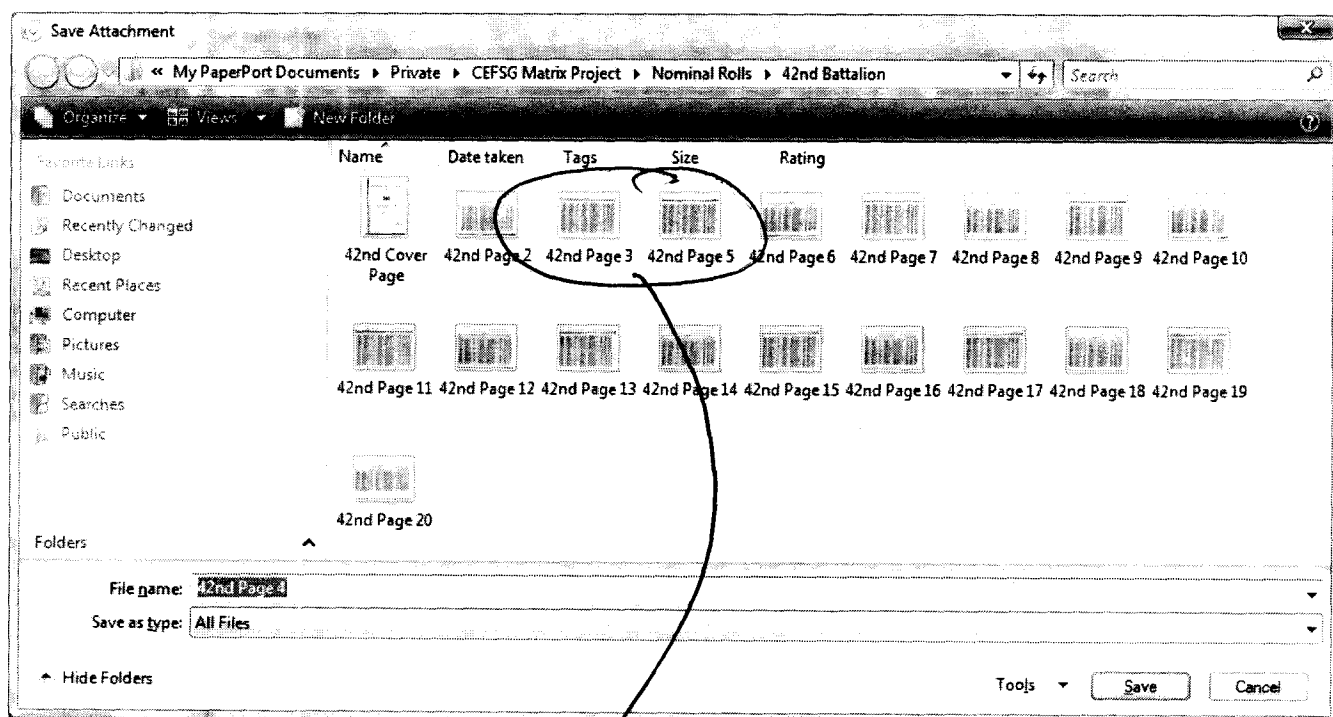 Save Attachment
« My PaperPort Documents ▸ Private ▸ CEFSG Matrix Project ▸ Nominal Rolls ▸ 42nd Battalion
Search
Organize Views New Folder
Favorite Links
Documents
Recently Changed
Desktop
Recent Places
Computer
Pictures
Music
Searches
Public
Folders
Name Date taken Tags Size Rating
42nd Cover Page
42nd Page 2
42nd Page 3
42nd Page 5
42nd Page 6
42nd Page 7
42nd Page 8
42nd Page 9
42nd Page 10
42nd Page 11
42nd Page 12
42nd Page 13
42nd Page 14
42nd Page 15
42nd Page 16
42nd Page 17
42nd Page 18
42nd Page 19
42nd Page 20
File name: 42nd Page 4
Save as type: All Files
Hide Folders
Tools Save Cancel